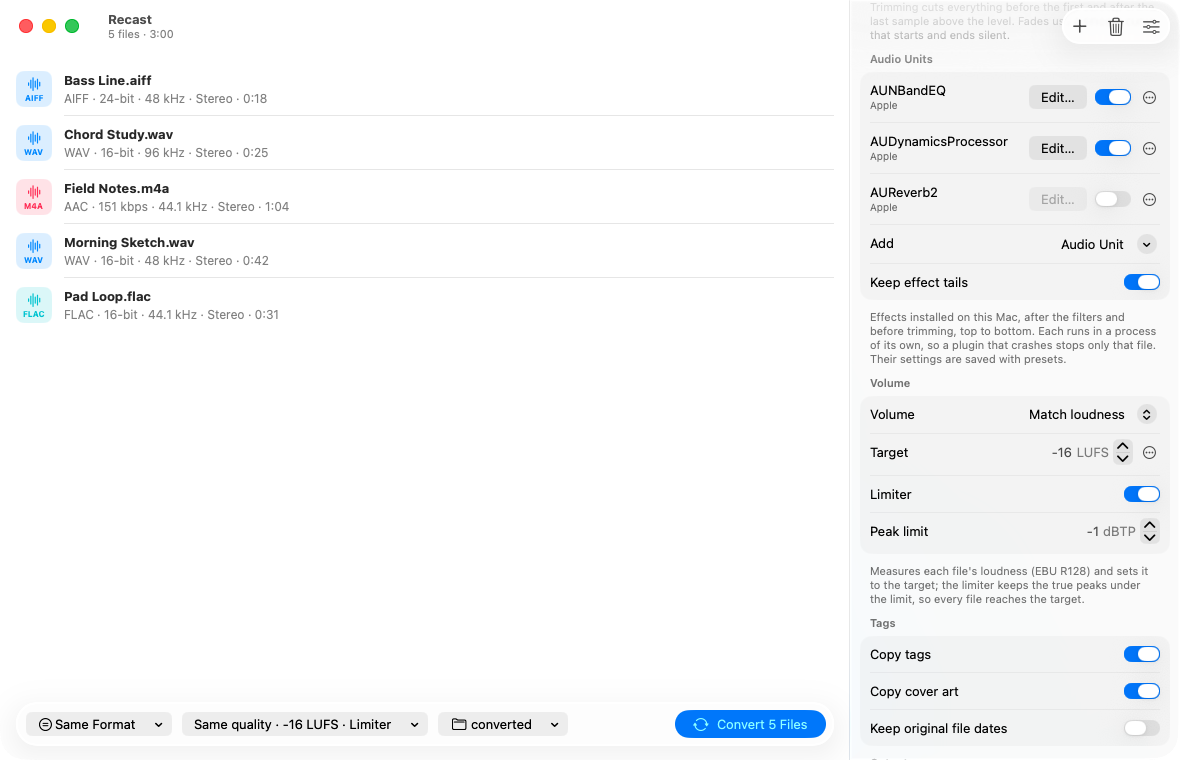 Recast
5 files · 3:00
AIFF
Bass Line.aiff
AIFF · 24-bit · 48 kHz · Stereo · 0:18
WAV
Chord Study.wav
WAV · 16-bit · 96 kHz · Stereo · 0:25
M4A
Field Notes.m4a
AAC · 151 kbps · 44.1 kHz · Stereo · 1:04
WAV
Morning Sketch.wav
WAV · 16-bit · 48 kHz · Stereo · 0:42
FLAC
Pad Loop.flac
FLAC · 16-bit · 44.1 kHz · Stereo · 0:31
Same Format
Same quality · -16 LUFS · Limiter
converted
Convert 5 Files
Trimming cuts everything before the first and after the
last sample above the level. Fades
that starts and ends silent.
Audio Units
AUNBandEQ
Apple
Edit...
AUDynamicsProcessor
Apple
Edit...
AUReverb2
Apple
Edit...
Add
Audio Unit
Keep effect tails
Effects installed on this Mac, after the filters and
before trimming, top to bottom. Each runs in a process
of its own, so a plugin that crashes stops only that file.
Their settings are saved with presets.
Volume
Volume
Match loudness
Target
-16 LUFS
Limiter
Peak limit
-1 dBTP
Measures each file's loudness (EBU R128) and sets it
to the target; the limiter keeps the true peaks under
the limit, so every file reaches the target.
Tags
Copy tags
Copy cover art
Keep original file dates